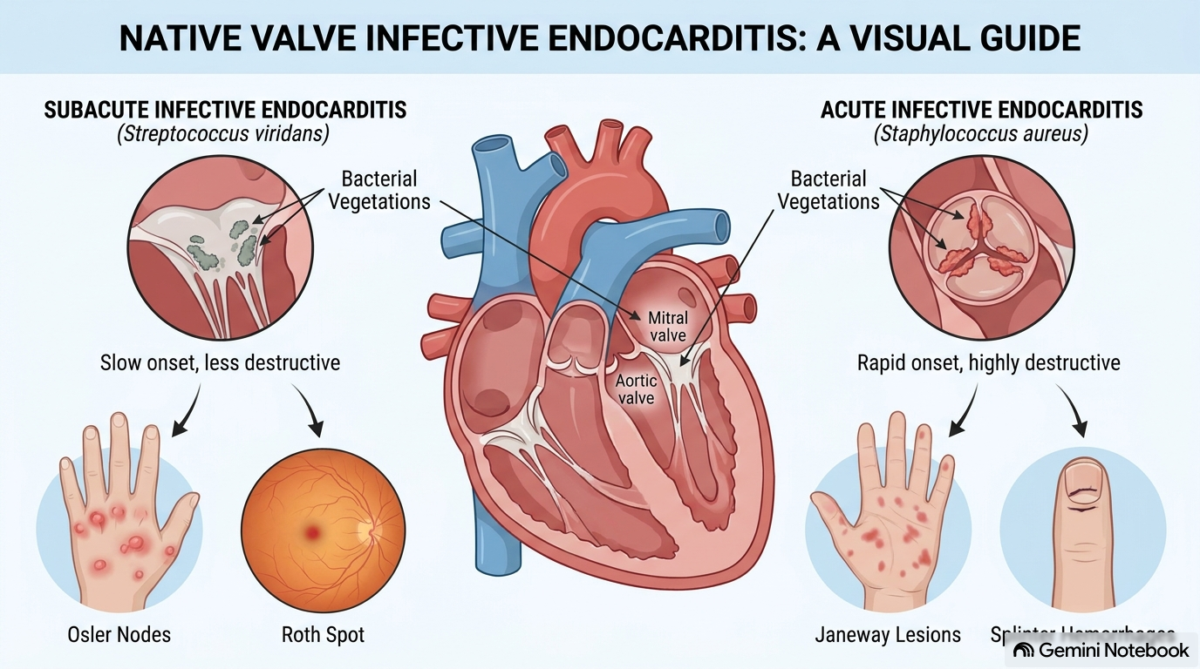 NATIVE VALVE INFECTIVE ENDOCARDITIS: A VISUAL GUIDE
SUBACUTE INFECTIVE ENDOCARDITIS
(Streptococcus viridans)
Bacterial
Vegetations
Slow onset, less destructive
Osler Nodes
Roth Spot
Mitral
valve
Aortic
valve
ACUTE INFECTIVE ENDOCARDITIS
(Staphylococcus aureus)
Bacterial
Vegetations
Rapid onset, highly destructive
Janeway Lesions
Splinter Hemorrhages
Gemini Notebook